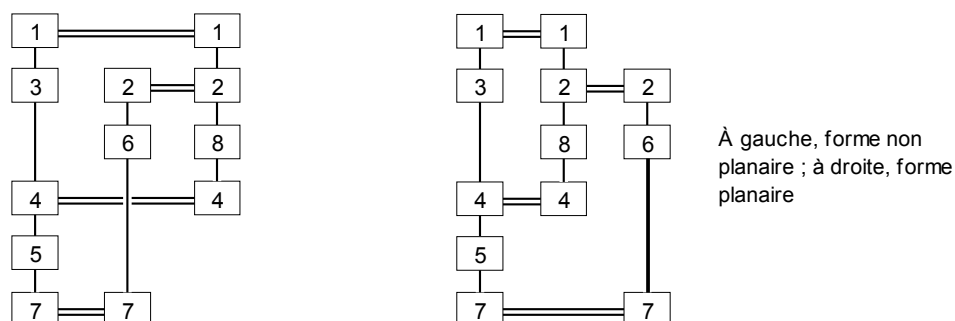 1 1 1 1
3 2 2 3 2 2
6 8 8 6
À gauche, forme non
planaire ; à droite, forme
planaire
4 4 4 4
5 5
7 7 7 7